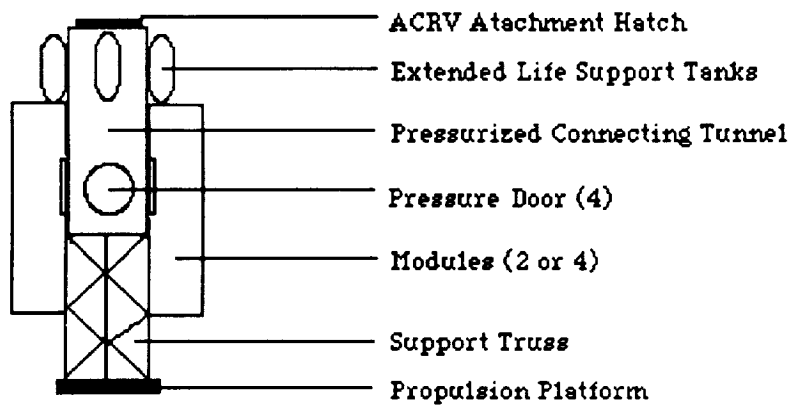 ACRV Atachment Hatch
Extended Life Support Tanks
Pressurized Connecting Tunnel
Pressure Door (4)
Modules (2 or 4)
Support Truss
Propulsion Platform